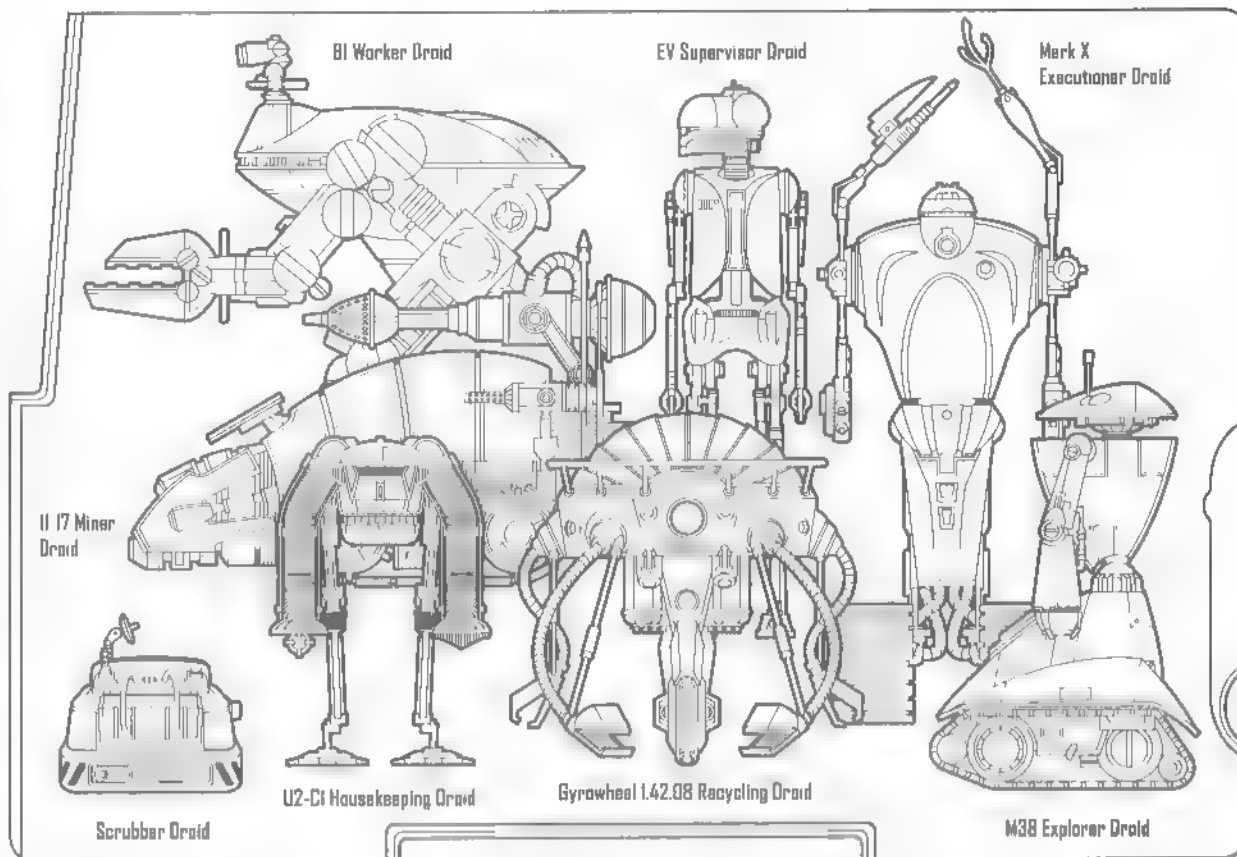 B1 Worker Droid
EV Supervisor Droid
Mark X
Executioner Droid
11-17 Miner
Droid
Scrubber Droid
U2-C1 Housekeeping Droid
Gyrowheel 1.42.08 Recycling Droid
M38 Explorer Droid